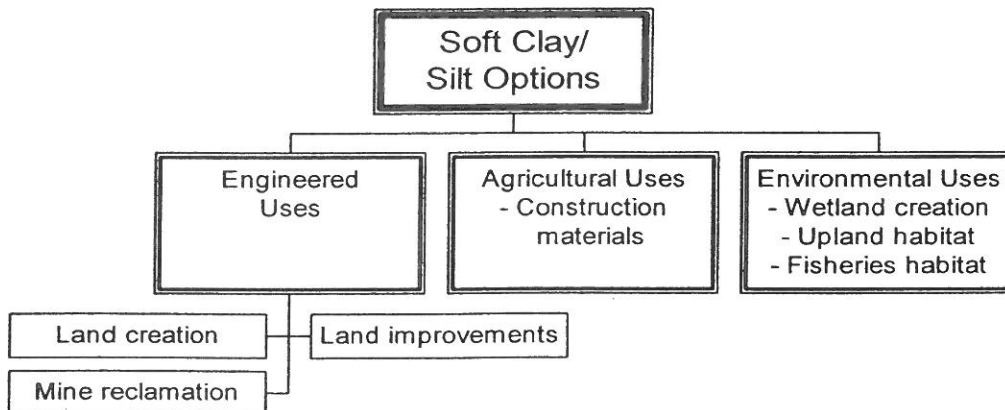 Soft Clay/
Silt Options
Engineered
Uses
Agricultural Uses
- Construction
materials
Environmental Uses
- Wetland creation
- Upland habitat
- Fisheries habitat
Land creation
Land improvements
Mine reclamation